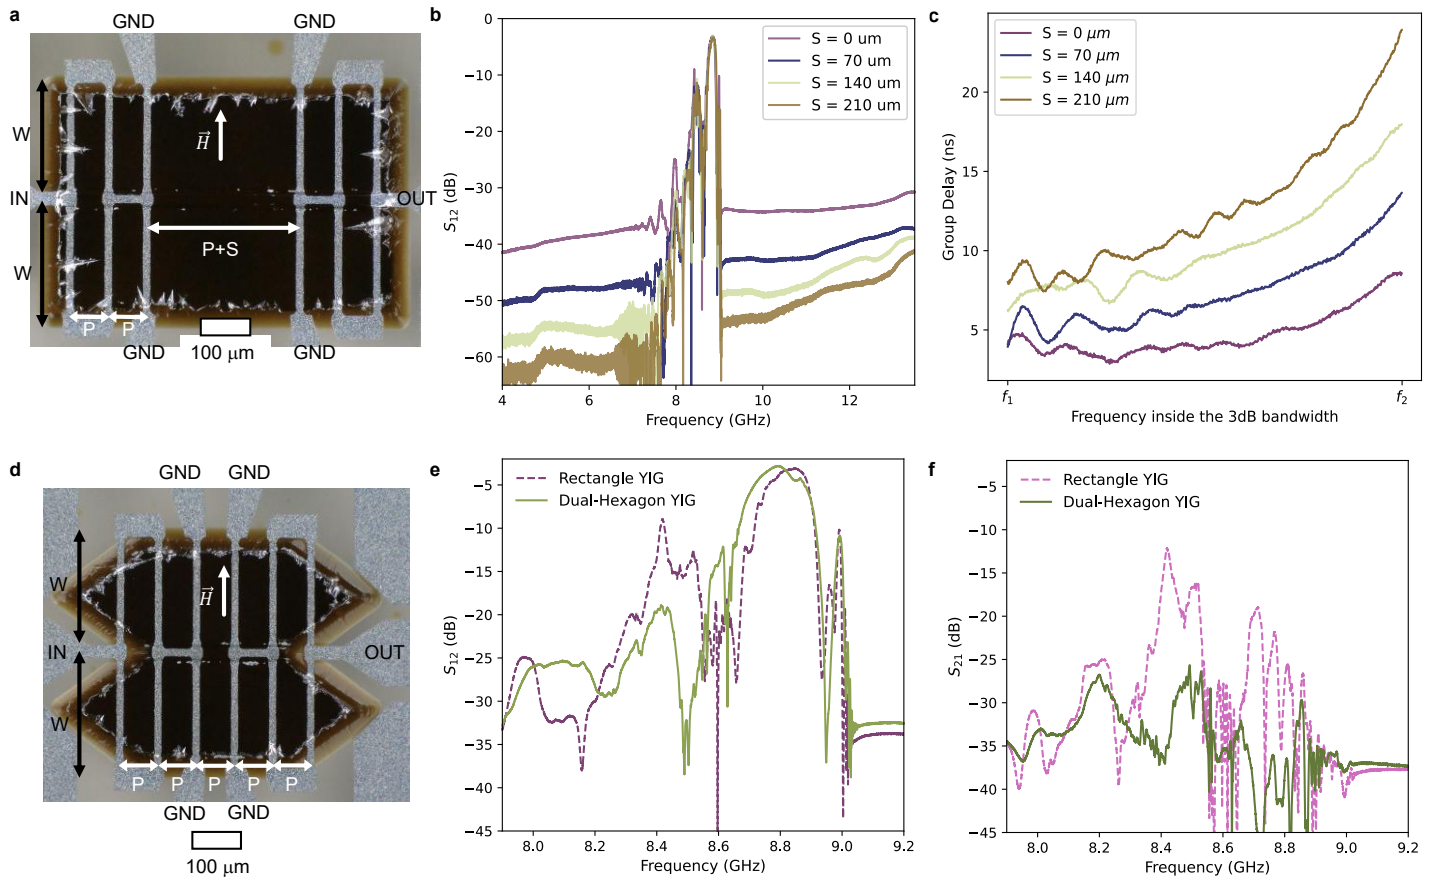 a
GND
GND
W
H
IN
OUT
P+S
W
P
P
GND
GND
100 μm
b
0
−10
−20
−30
−40
−50
−60
S12 (dB)
S = 0 um
S = 70 um
S = 140 um
S = 210 um
4
6
8
10
12
Frequency (GHz)
c
S = 0 μm
S = 70 μm
S = 140 μm
S = 210 μm
20
15
10
5
Group Delay (ns)
f1
f2
Frequency inside the 3dB bandwidth
d
GND
GND
W
H
IN
OUT
W
P
P
P
P
P
GND
GND
100 μm
e
Rectangle YIG
Dual-Hexagon YIG
−5
−10
−15
−20
−25
−30
−35
−40
−45
S12 (dB)
8.0
8.2
8.4
8.6
8.8
9.0
9.2
Frequency (GHz)
f
Rectangle YIG
Dual-Hexagon YIG
−5
−10
−15
−20
−25
−30
−35
−40
−45
S21 (dB)
8.0
8.2
8.4
8.6
8.8
9.0
9.2
Frequency (GHz)